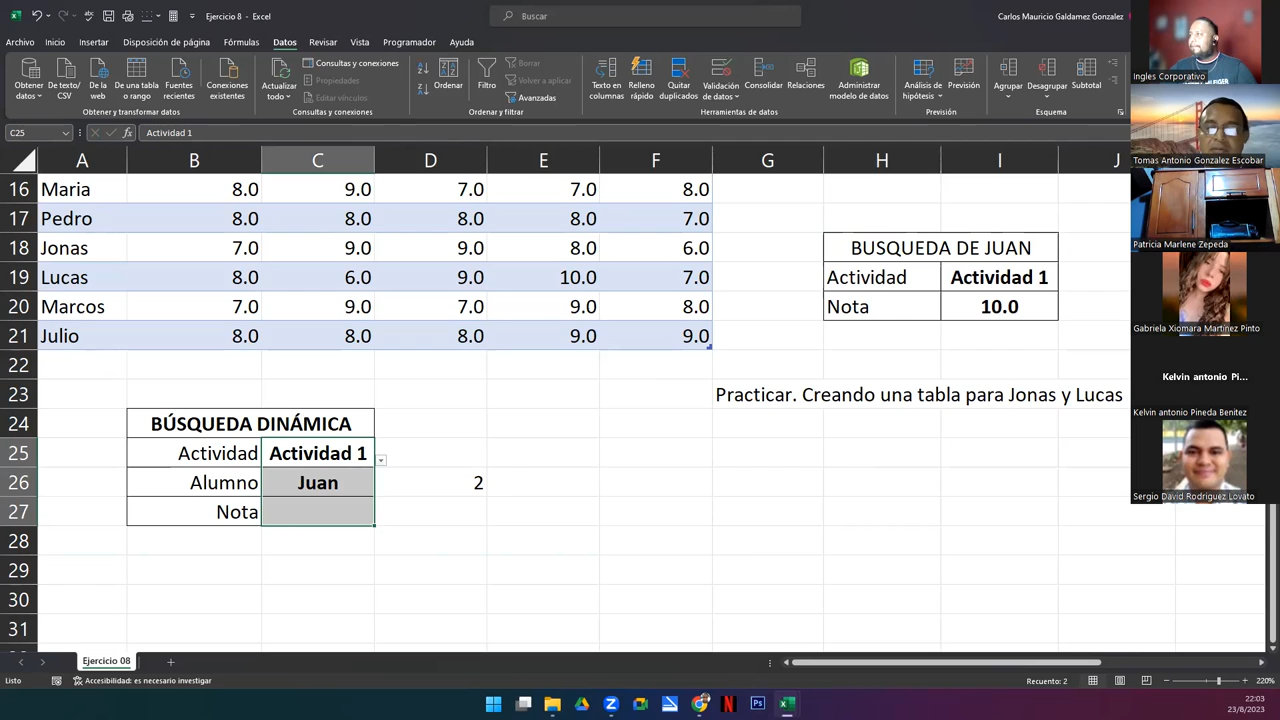 Ejercicio 8 - Excel
Buscar
Carlos Mauricio Galdamez Gonzalez
Archivo Inicio Insertar Disposición de página Fórmulas Datos Revisar Vista Programador Ayuda
Obtener datos
De texto/CSV
De la web
De una tabla o rango
Fuentes recientes
Conexiones existentes
Obtener y transformar datos
Actualizar todo
Consultas y conexiones
Propiedades
Editar vínculos
Consultas y conexiones
Ordenar
Filtro
Borrar
Volver a aplicar
Avanzadas
Ordenar y filtrar
Texto en columnas
Relleno rápido
Quitar duplicados
Validación de datos
Consolidar
Relaciones
Administrar modelo de datos
Herramientas de datos
Análisis de hipótesis
Previsión
Previsión
Agrupar
Desagrupar
Subtotal
Esquema
C25
fx
Actividad 1
A B C D E F G H I J
16 Maria 8.0 9.0 7.0 7.0 8.0
17 Pedro 8.0 8.0 8.0 8.0 7.0
18 Jonas 7.0 9.0 9.0 8.0 6.0 BUSQUEDA DE JUAN
19 Lucas 8.0 6.0 9.0 10.0 7.0 Actividad Actividad 1
20 Marcos 7.0 9.0 7.0 9.0 8.0 Nota 10.0
21 Julio 8.0 8.0 8.0 9.0 9.0
22
23 Practicar. Creando una tabla para Jonas y Lucas
24 BÚSQUEDA DINÁMICA
25 Actividad Actividad 1
26 Alumno Juan 2
27 Nota
28
29
30
31
Ejercicio 08
Listo
Accesibilidad: es necesario investigar
Recuento: 2
220%
22:03
23/8/2023
Ingles Corporativo
Tomas Antonio Gonzalez Escobar
Patricia Marlene Zepeda
Gabriela Xiomara Martínez Pinto
Kelvin antonio Pi...
Kelvin antonio Pineda Benitez
Sergio David Rodriguez Lovato